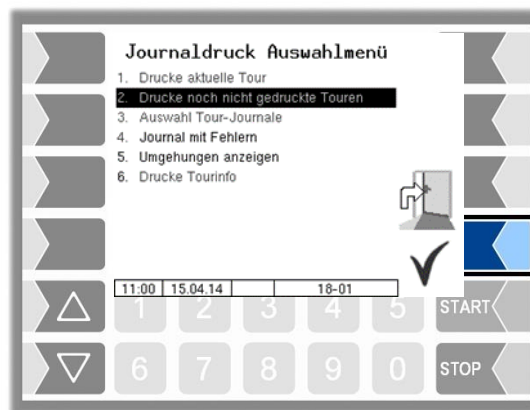 Journaldruck Auswahlmenü
1. Drucke aktuelle Tour
2. Drucke noch nicht gedruckte Touren
3. Auswahl Tour-Journale
4. Journal mit Fehlern
5. Umgehungen anzeigen
6. Drucke Tourinfo
11:00 15.04.14 18-01
1 2 3 4 5 START
6 7 8 9 0 STOP